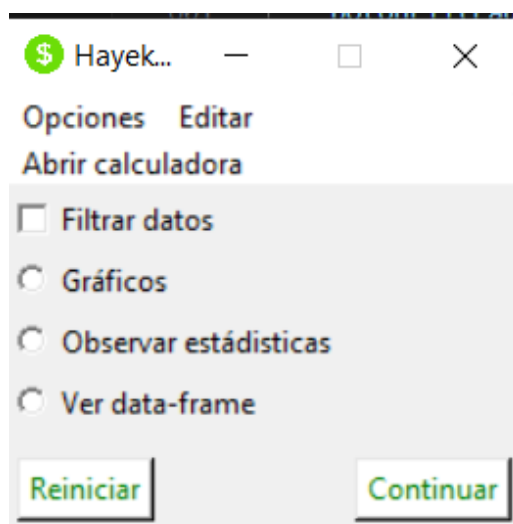 Hayek...
Opciones Editar
Abrir calculadora
Filtrar datos
Gráficos
Observar estádisticas
Ver data-frame
Reiniciar Continuar